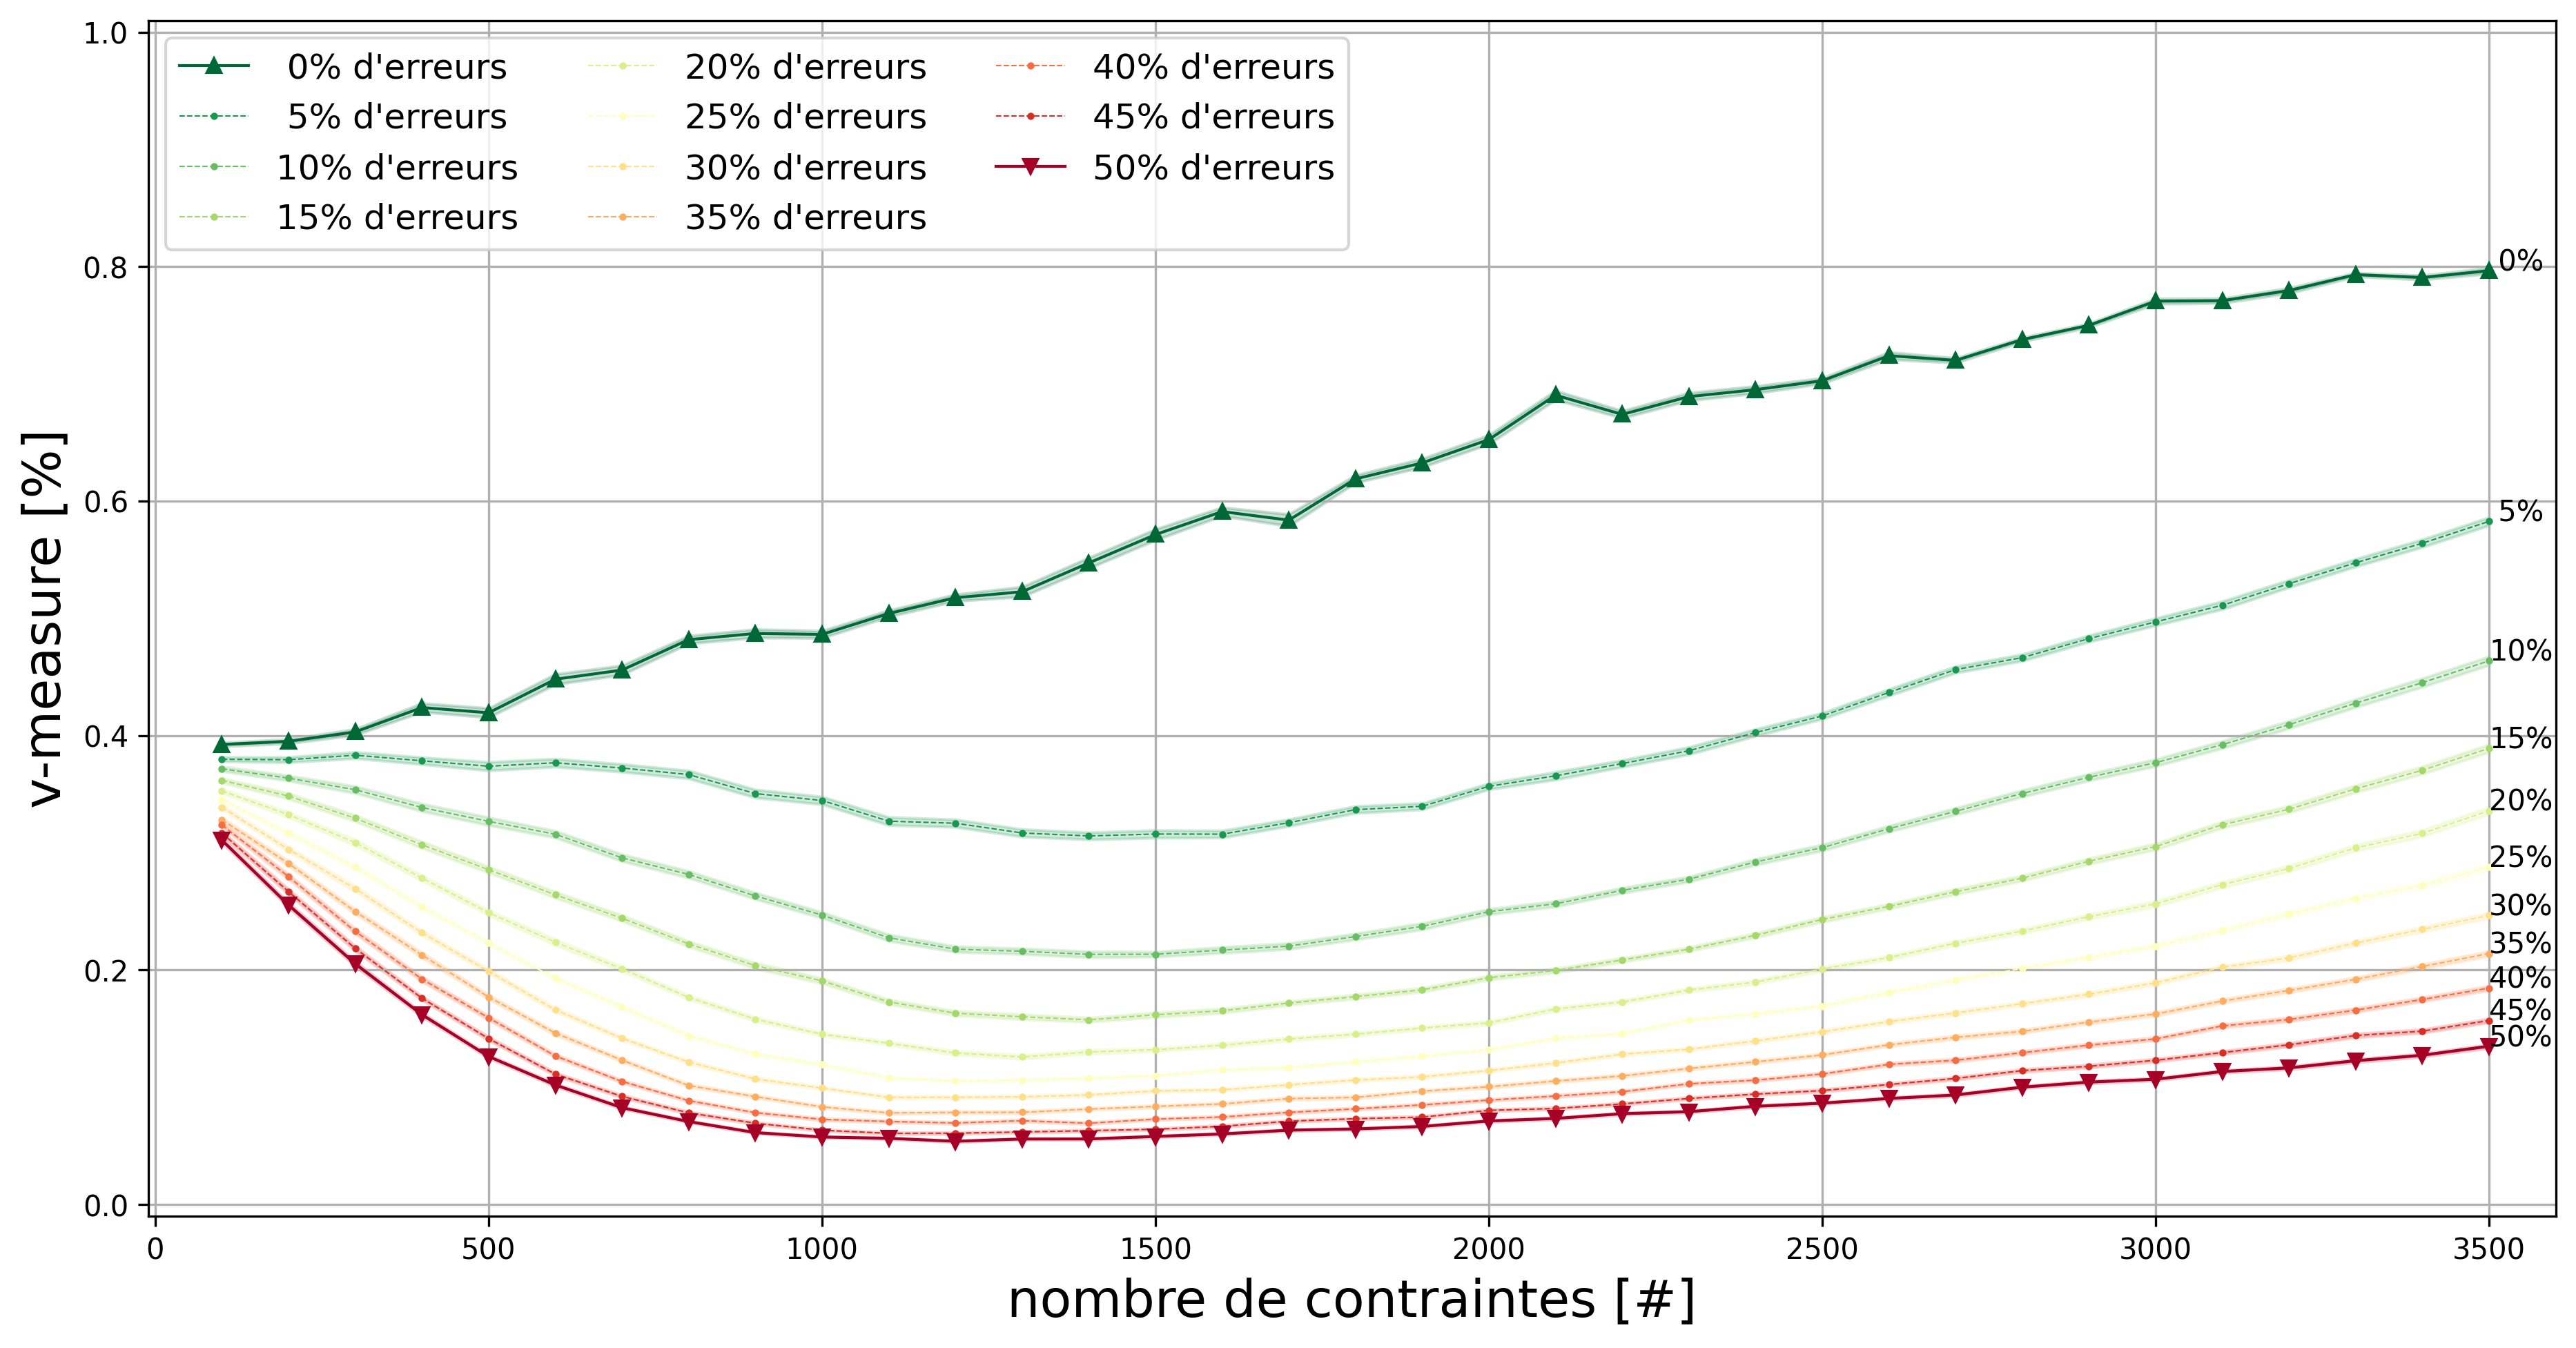 v-measure [%]
1.0
0.8
0.6
0.4
0.2
0.0
0% d'erreurs
5% d'erreurs
10% d'erreurs
15% d'erreurs
20% d'erreurs
25% d'erreurs
30% d'erreurs
35% d'erreurs
40% d'erreurs
45% d'erreurs
50% d'erreurs
0%
5%
10%
15%
20%
25%
30%
35%
40%
45%
50%
0 500 1000 1500 2000 2500 3000 3500
nombre de contraintes [#]